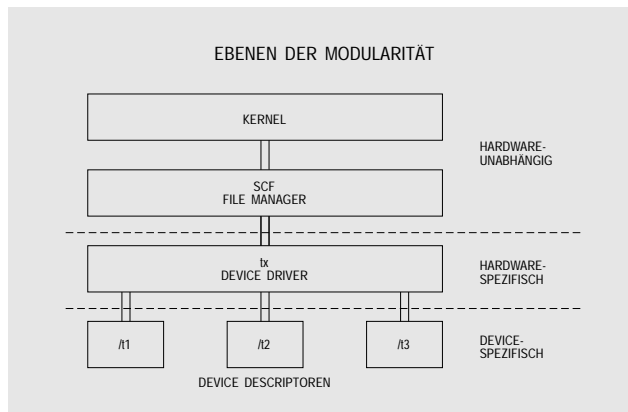 EBENEN DER MODULARITÄT
KERNEL
HARDWARE-
UNABHÄNGIG
SCF
FILE MANAGER
tx
DEVICE DRIVER
HARDWARE-
SPEZIFISCH
/t1
/t2
/t3
DEVICE-
SPEZIFISCH
DEVICE DESCRIPTOREN